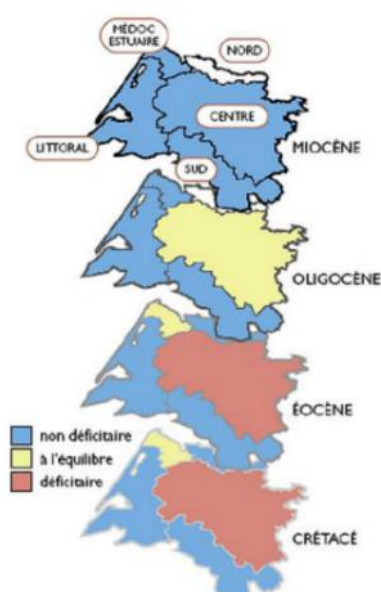 MÉDOC
ESTUAIRE
NORD
CENTRE
LITTORAL
MIOCÈNE
SUD
OLIGOCÈNE
ÉOCÈNE
non déficitaire
à l'équilibre
déficitaire
CRÉTACÉ